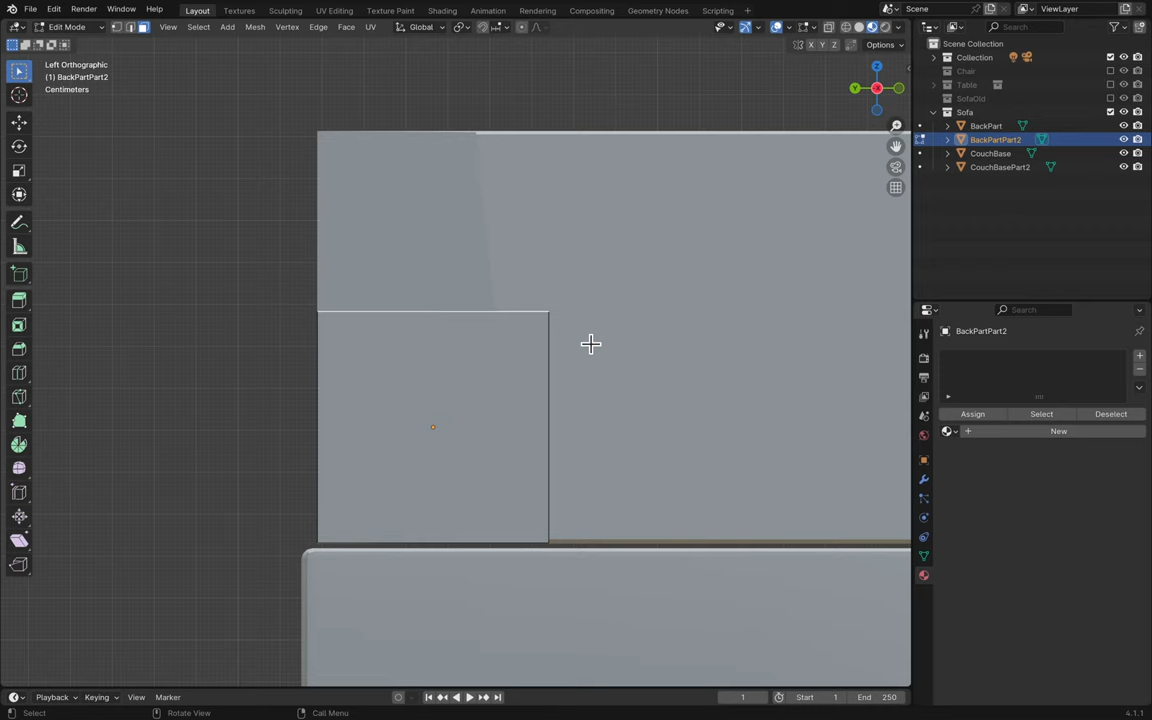 File Edit Render Window Help Layout Textures Sculpting UV Editing Texture Paint Shading Animation Rendering Compositing Geometry Nodes Scripting + Scene ViewLayer
Edit Mode View Select Add Mesh Vertex Edge Face UV Global Search
X Y Z Options
Left Orthographic
(1) BackPartPart2
Centimeters
Z
Y X
Scene Collection
Collection
Chair
Table
SofaOld
Sofa
BackPart
BackPartPart2
CouchBase
CouchBasePart2
Search
BackPartPart2
Assign Select Deselect
New
Playback Keying View Marker 1 Start 1 End 250
Select Rotate View Call Menu 4.1.1